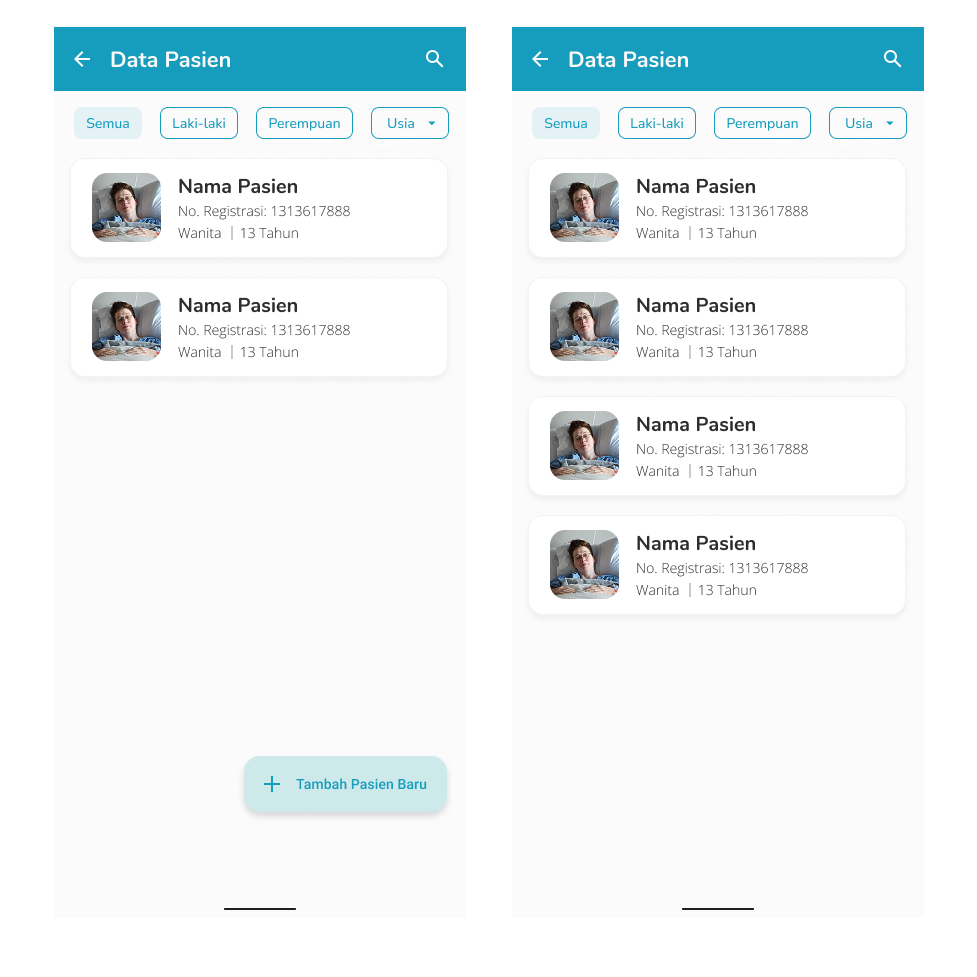 Data Pasien
Semua Laki-laki Perempuan Usia
Nama Pasien
No. Registrasi: 1313617888
Wanita | 13 Tahun
Nama Pasien
No. Registrasi: 1313617888
Wanita | 13 Tahun
Tambah Pasien Baru
Data Pasien
Semua Laki-laki Perempuan Usia
Nama Pasien
No. Registrasi: 1313617888
Wanita | 13 Tahun
Nama Pasien
No. Registrasi: 1313617888
Wanita | 13 Tahun
Nama Pasien
No. Registrasi: 1313617888
Wanita | 13 Tahun
Nama Pasien
No. Registrasi: 1313617888
Wanita | 13 Tahun